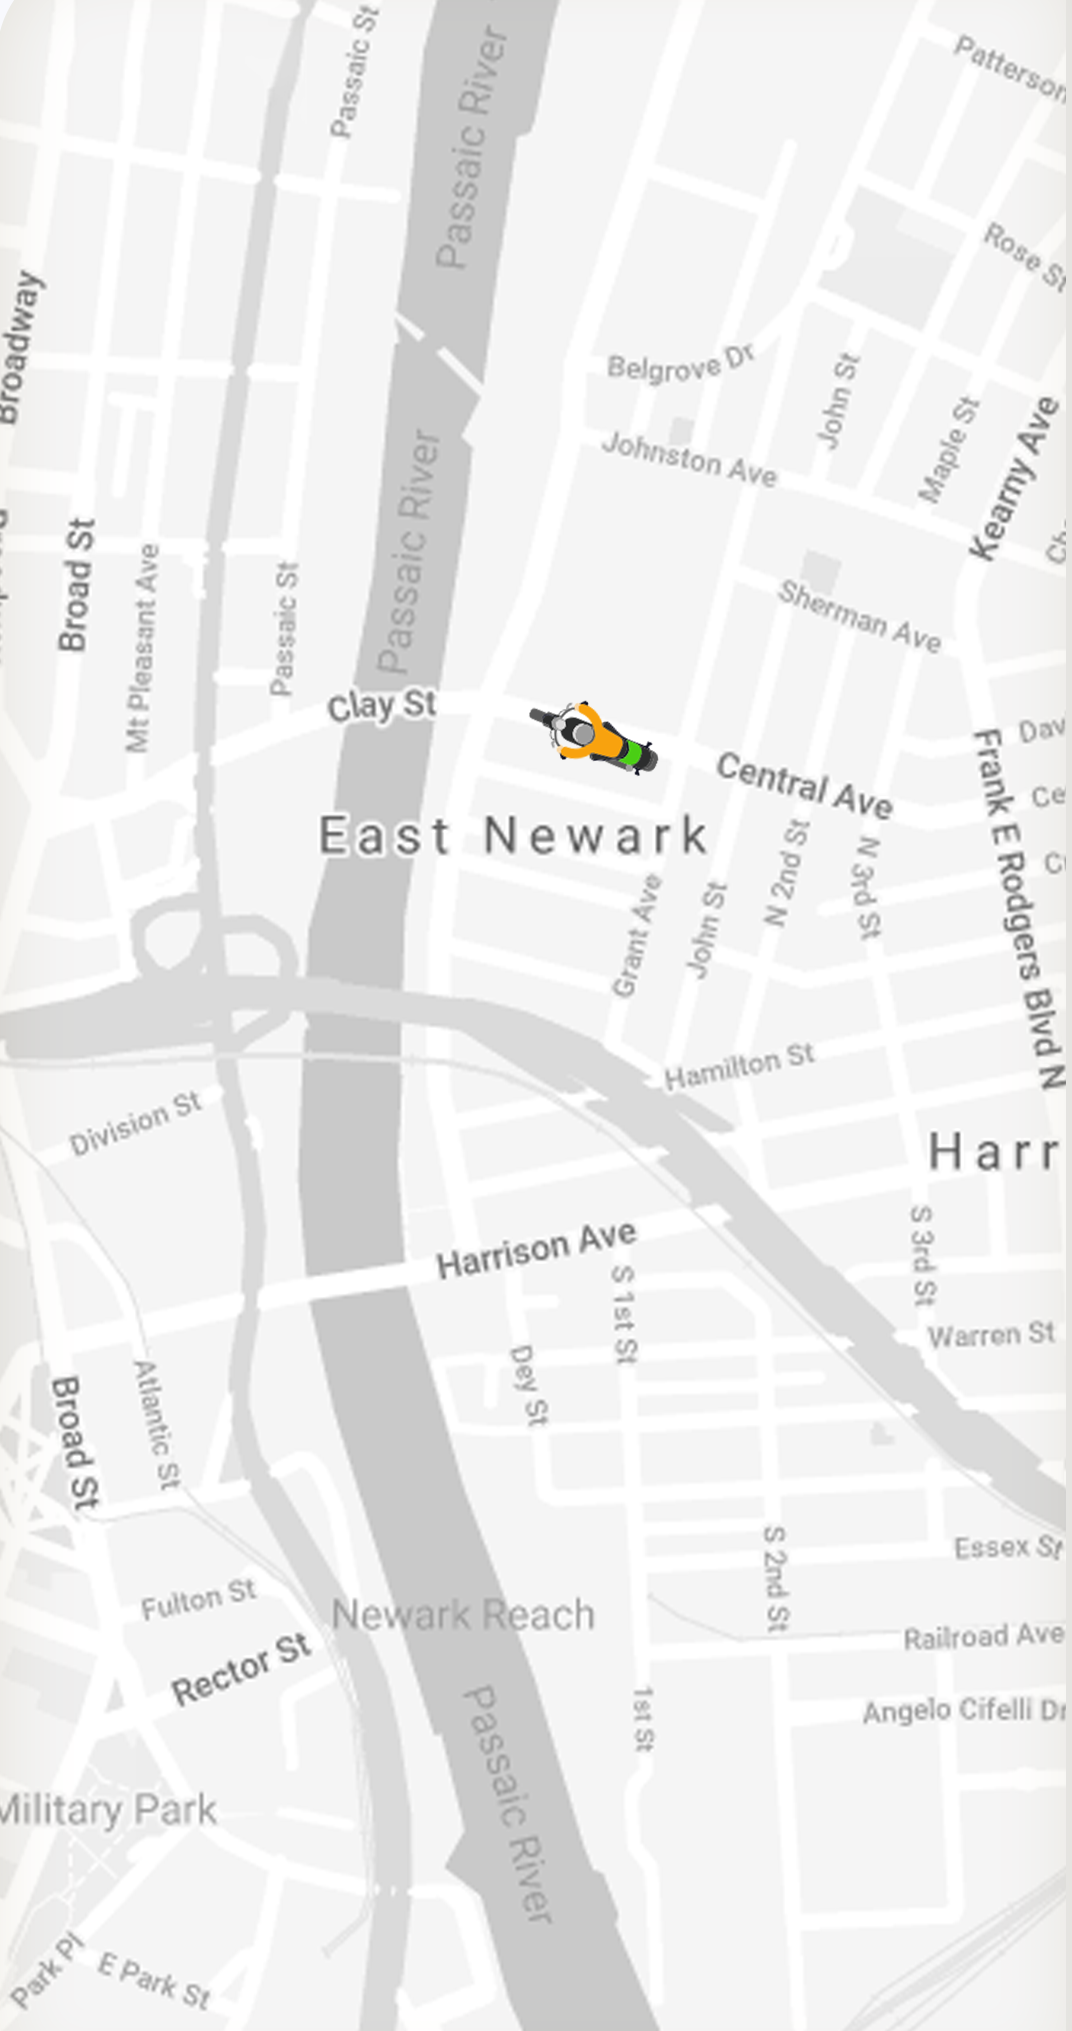 Passaic St
Passaic River
Patterson
Rose St
Broadway
Belgrove Dr
John St
Maple St
Kearny Ave
Johnston Ave
Passaic River
Broad St
Mt Pleasant Ave
Passaic St
Sherman Ave
Clay St
Dav
Central Ave
Ce
Frank E Rodgers Blvd N
East Newark
N 2nd St
N 3rd St
Grant Ave
John St
Hamilton St
Division St
Harr
Harrison Ave
S 3rd St
S 1st St
Warren St
Dey St
Atlantic St
Broad St
Essex St
S 2nd St
Fulton St
Newark Reach
Railroad Ave
Rector St
1st St
Angelo Cifelli Dr
Passaic River
Military Park
Park Pl
E Park St